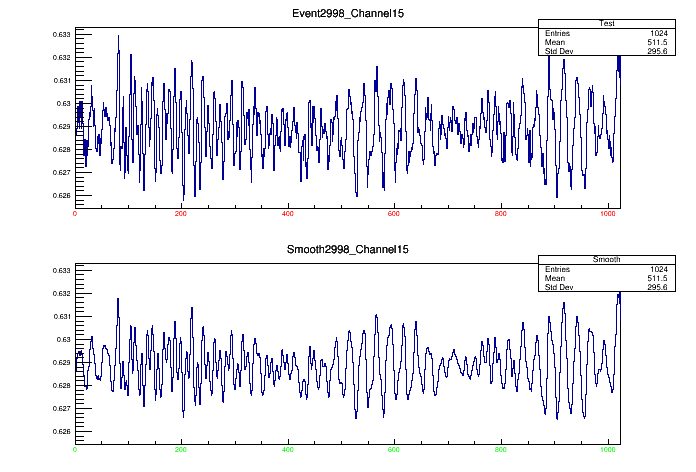 Event2998_Channel15
Test
Entries 1024
Mean 511.5
Std Dev 295.6
0.633
0.632
0.631
0.63
0.629
0.628
0.627
0.626
0 200 400 600 800 1000
Smooth2998_Channel15
Smooth
Entries 1024
Mean 511.5
Std Dev 295.6
0.633
0.632
0.631
0.63
0.629
0.628
0.627
0.626
0 200 400 600 800 1000